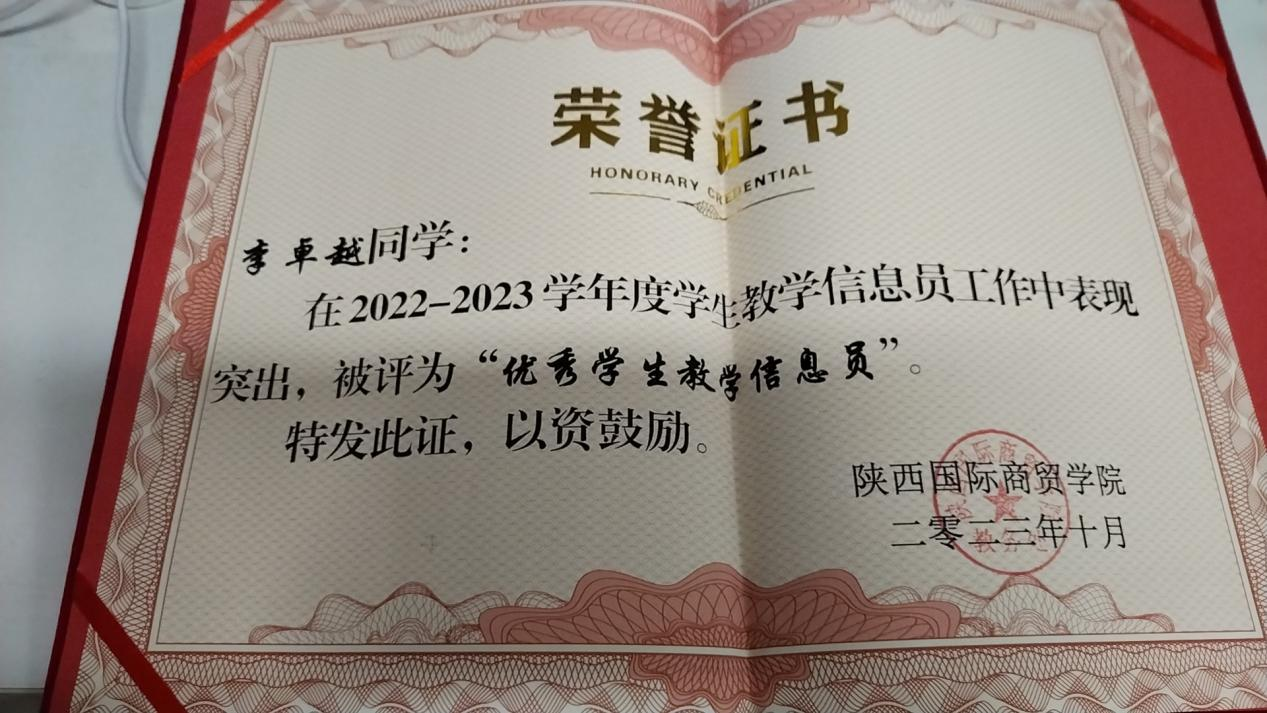 荣誉证书
HONORARY CREDENTIAL
李卓越同学：
在2022-2023学年度学生教学信息员工作中表现
突出，被评为“优秀学生教学信息员”。
特发此证，以资鼓励。
陕西国际商贸学院
二零二三年十月
教务处